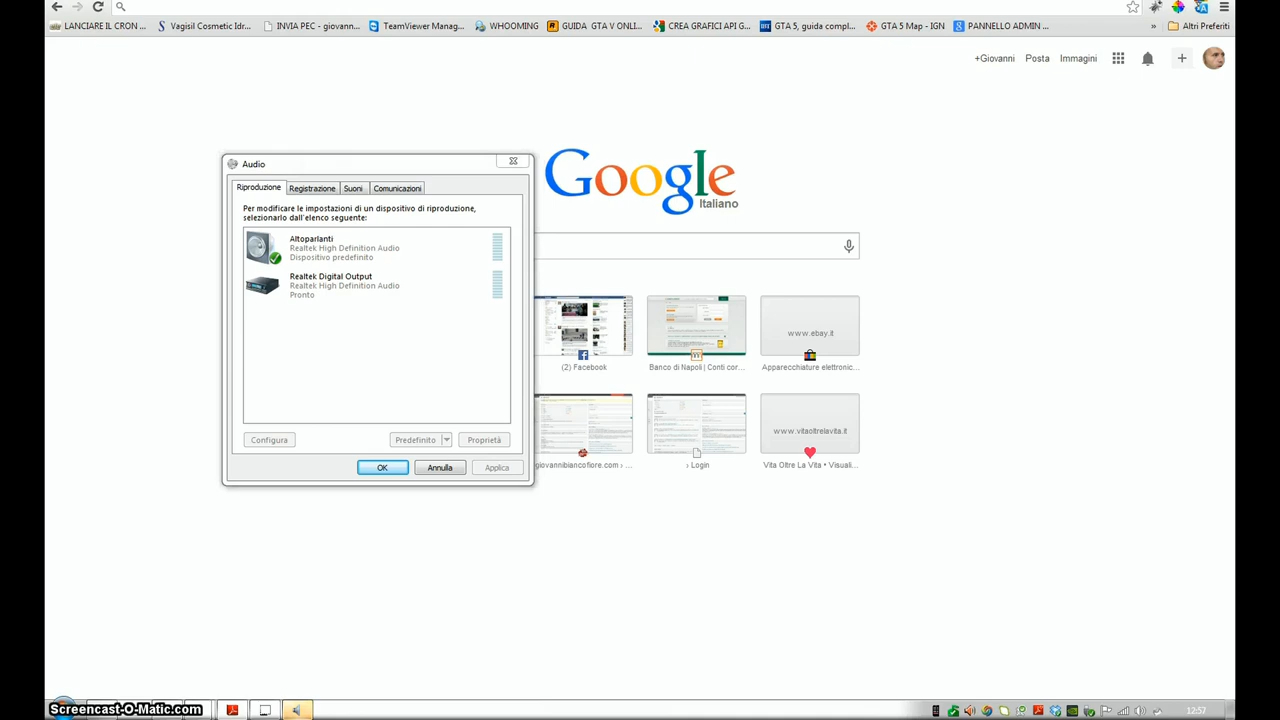 LANCIARE IL CRON ...
Vagisil Cosmetic Idr...
INVIA PEC - giovann...
TeamViewer Manag...
WHOOMING
GUIDA GTA V ONLI...
CREA GRAFICI API G...
GTA 5, guida compl...
GTA 5 Map - IGN
PANNELLO ADMIN ...
»
Altri Preferiti
+Giovanni Posta Immagini
Audio
Riproduzione Registrazione Suoni Comunicazioni
Per modificare le impostazioni di un dispositivo di riproduzione,
selezionarlo dall'elenco seguente:
Altoparlanti
Realtek High Definition Audio
Dispositivo predefinito
Realtek Digital Output
Realtek High Definition Audio
Pronto
Configura Predefinito Proprietà
OK Annulla Applica
Google
Italiano
www.ebay.it
(2) Facebook
Banco di Napoli | Conti cor...
Apparecchiature elettronic...
www.vitaoltrelavita.it
giovannibiancofiore.com › ...
› Login
Vita Oltre La Vita • Visuali...
Screencast-O-Matic.com
12:57